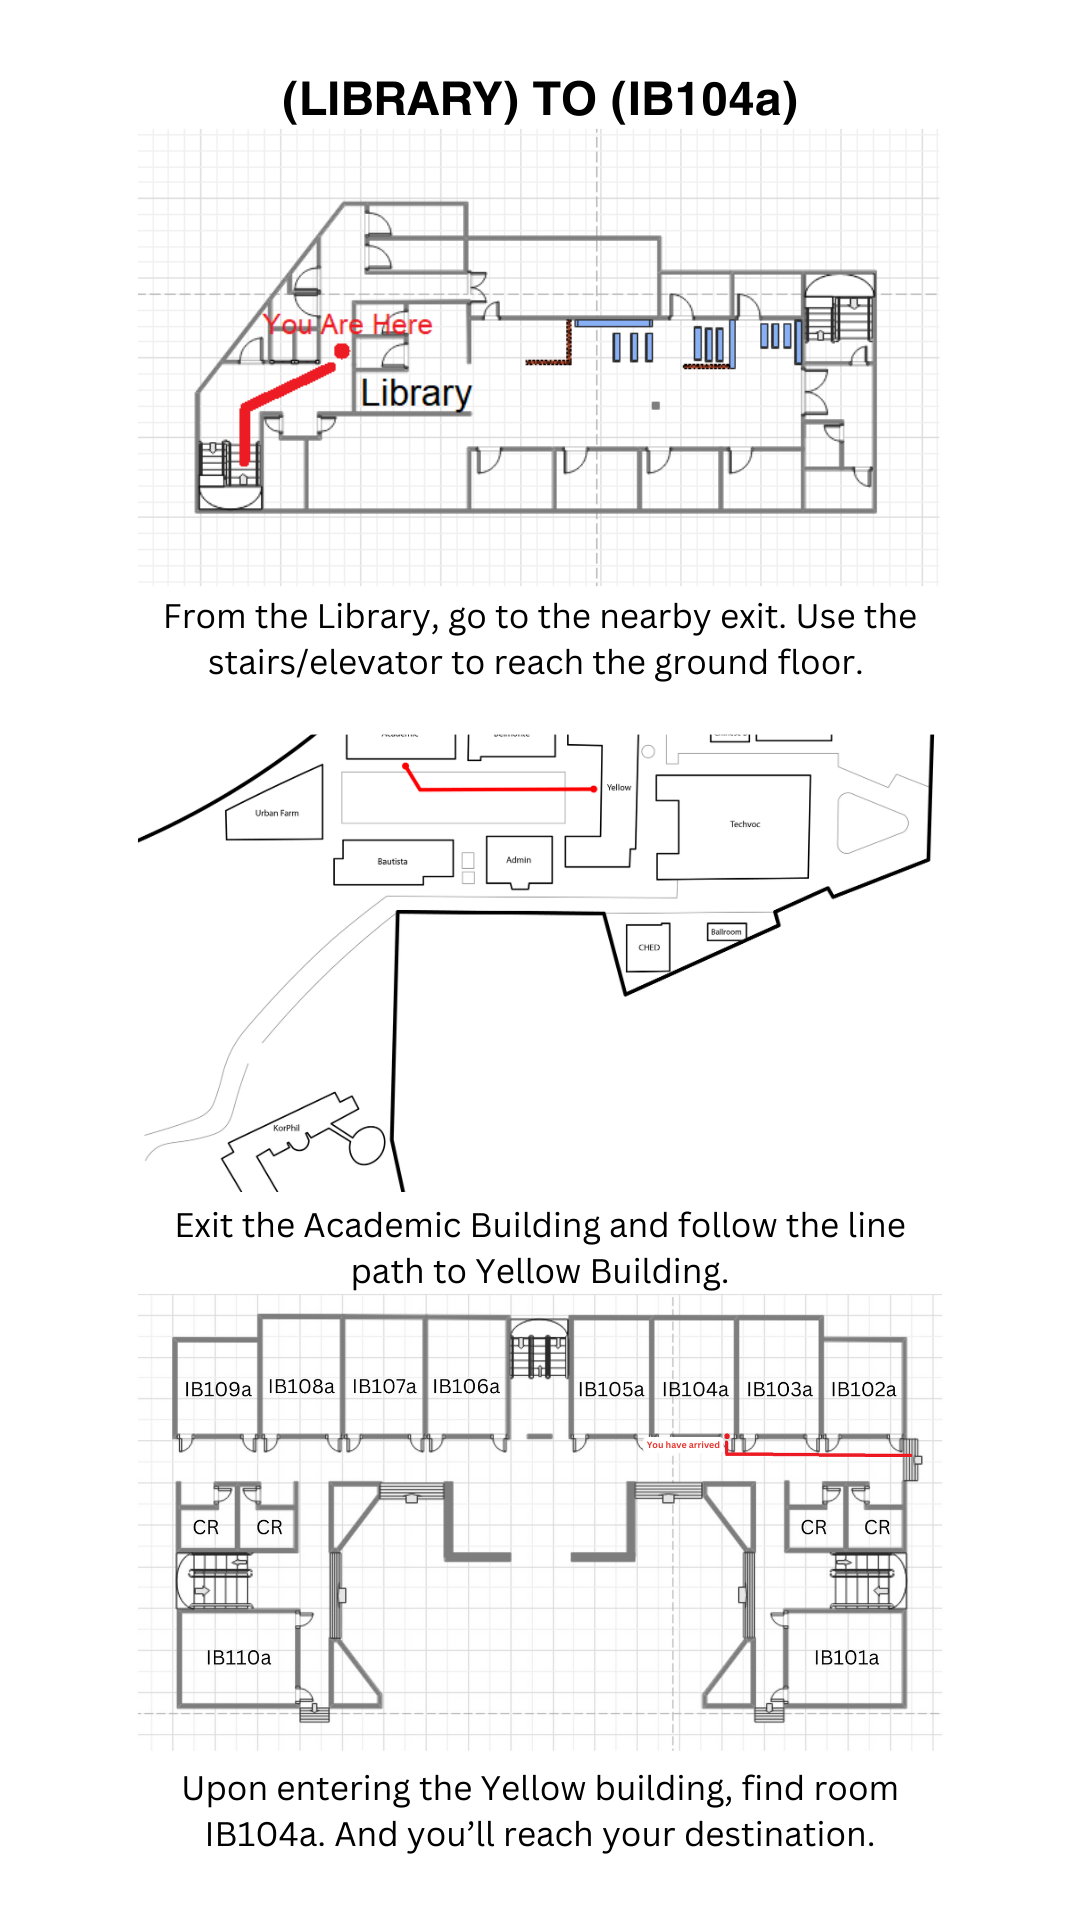 (LIBRARY) TO (IB104a)
You Are Here
Library
From the Library, go to the nearby exit. Use the
stairs/elevator to reach the ground floor.
Academic
Belmonte
Yellow
Urban Farm
Techvoc
Bautista
Admin
CHED
Ballroom
KorPhil
Exit the Academic Building and follow the line
path to Yellow Building.
IB109a IB108a IB107a IB106a IB105a IB104a IB103a IB102a
You have arrived
CR CR CR CR
IB110a IB101a
Upon entering the Yellow building, find room
IB104a. And you’ll reach your destination.